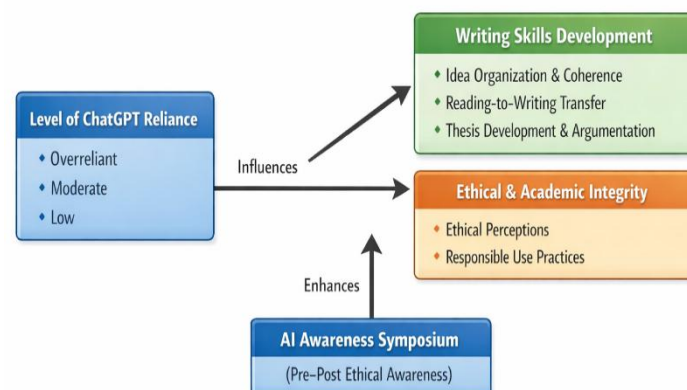 Writing Skills Development
• Idea Organization & Coherence
• Reading-to-Writing Transfer
• Thesis Development & Argumentation
Level of ChatGPT Reliance
• Overreliant
• Moderate
• Low
Influences
Ethical & Academic Integrity
• Ethical Perceptions
• Responsible Use Practices
Enhances
AI Awareness Symposium
(Pre–Post Ethical Awareness)